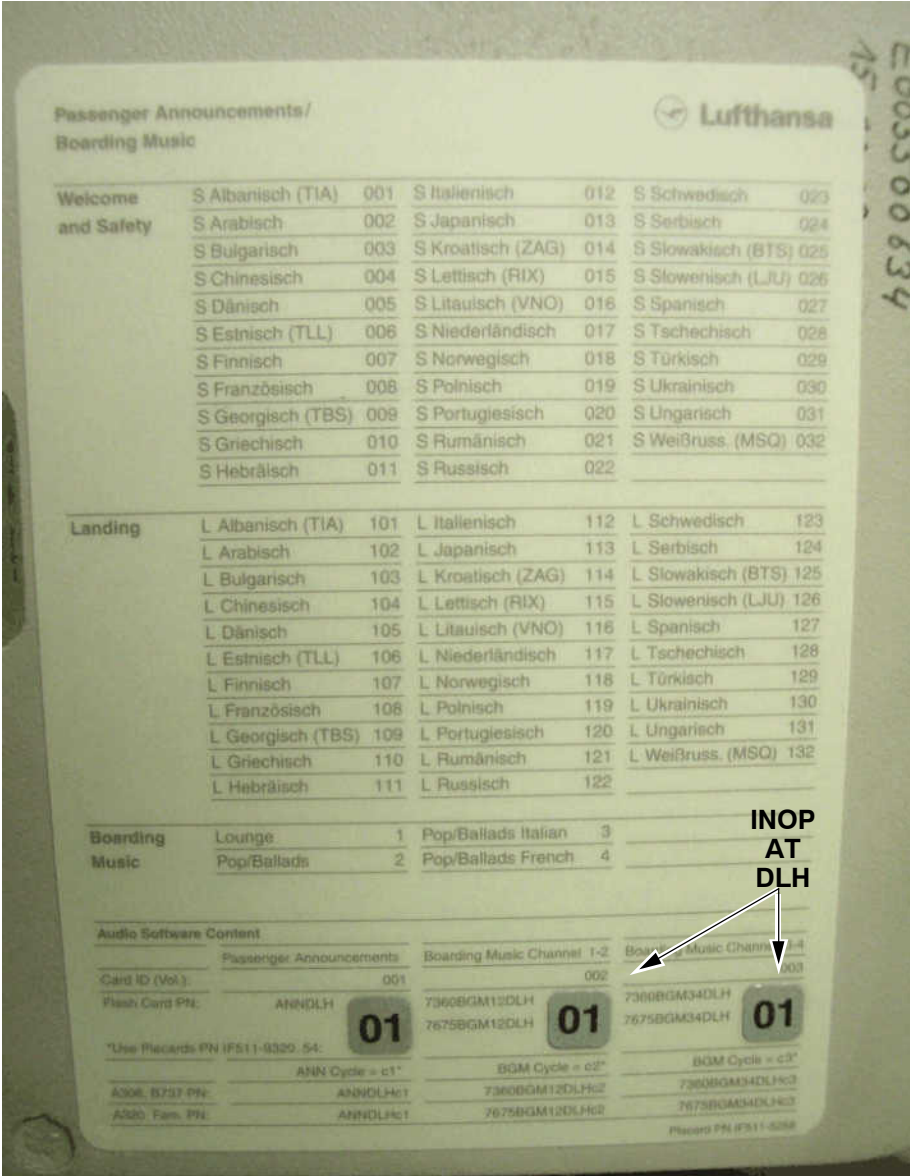 Passenger Announcements/
Boarding Music
Lufthansa
Welcome and Safety
S Albanisch (TIA) 001 S Italienisch 012 S Schwedisch 023
S Arabisch 002 S Japanisch 013 S Serbisch 024
S Bulgarisch 003 S Kroatisch (ZAG) 014 S Slowakisch (BTS) 025
S Chinesisch 004 S Lettisch (RIX) 015 S Slowenisch (LJU) 026
S Dänisch 005 S Litauisch (VNO) 016 S Spanisch 027
S Estnisch (TLL) 006 S Niederländisch 017 S Tschechisch 028
S Finnisch 007 S Norwegisch 018 S Türkisch 029
S Französisch 008 S Polnisch 019 S Ukrainisch 030
S Georgisch (TBS) 009 S Portugiesisch 020 S Ungarisch 031
S Griechisch 010 S Rumänisch 021 S Weißruss. (MSQ) 032
S Hebräisch 011 S Russisch 022
Landing
L Albanisch (TIA) 101 L Italienisch 112 L Schwedisch 123
L Arabisch 102 L Japanisch 113 L Serbisch 124
L Bulgarisch 103 L Kroatisch (ZAG) 114 L Slowakisch (BTS) 125
L Chinesisch 104 L Lettisch (RIX) 115 L Slowenisch (LJU) 126
L Dänisch 105 L Litauisch (VNO) 116 L Spanisch 127
L Estnisch (TLL) 106 L Niederländisch 117 L Tschechisch 128
L Finnisch 107 L Norwegisch 118 L Türkisch 129
L Französisch 108 L Polnisch 119 L Ukrainisch 130
L Georgisch (TBS) 109 L Portugiesisch 120 L Ungarisch 131
L Griechisch 110 L Rumänisch 121 L Weißruss. (MSQ) 132
L Hebräisch 111 L Russisch 122
Boarding Music
Lounge 1 Pop/Ballads Italian 3
Pop/Ballads 2 Pop/Ballads French 4
INOP
AT
DLH
Audio Software Content
Passenger Announcements Boarding Music Channel 1-2 Boarding Music Channel -4
Card ID (Vol.): 001 002 003
Flash Card PN: ANNDLH 01 7360BGM12DLH 01 7360BGM34DLH 01
7675BGM12DLH 7675BGM34DLH
*Use Placards PN IF511-9320. 54:
ANN Cycle = c1* BGM Cycle = c2* BGM Cycle = c3*
B737 PN: ANNDLHc1 7360BGM12DLHc2 7360BGM34DLHc3
A320 Fam. PN: ANNDLHc1 7675BGM12DLHc2 7675BGM34DLHc3
Placard PN